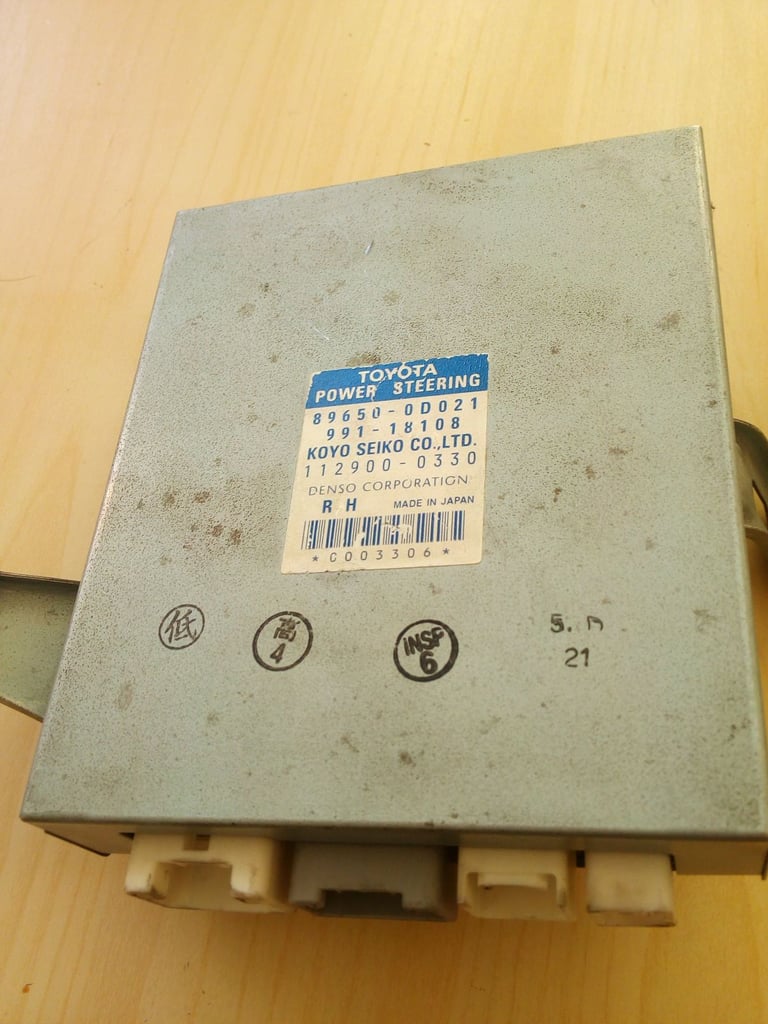 TOYOTA
POWER STEERING
89650-0D021
991-18108
KOYO SEIKO CO.,LTD.
112900-0330
DENSO CORPORATION
R H MADE IN JAPAN
*C003306*
低
高
4
INSP
6
21